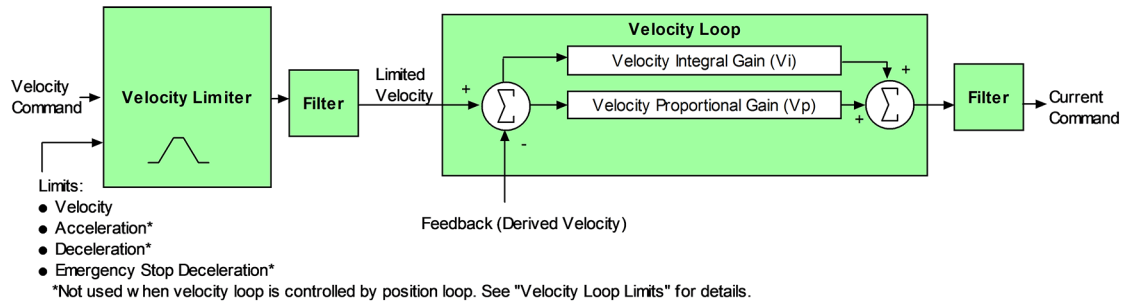 Velocity Loop
Velocity Integral Gain (Vi)
+
Velocity
Command
Velocity Limiter
Filter
Limited
Velocity
+
Σ
Velocity Proportional Gain (Vp)
+
Σ
Filter
Current
Command
-
Limits:
● Velocity
● Acceleration*
● Deceleration*
● Emergency Stop Deceleration*
*Not used when velocity loop is controlled by position loop. See "Velocity Loop Limits" for details.
Feedback (Derived Velocity)